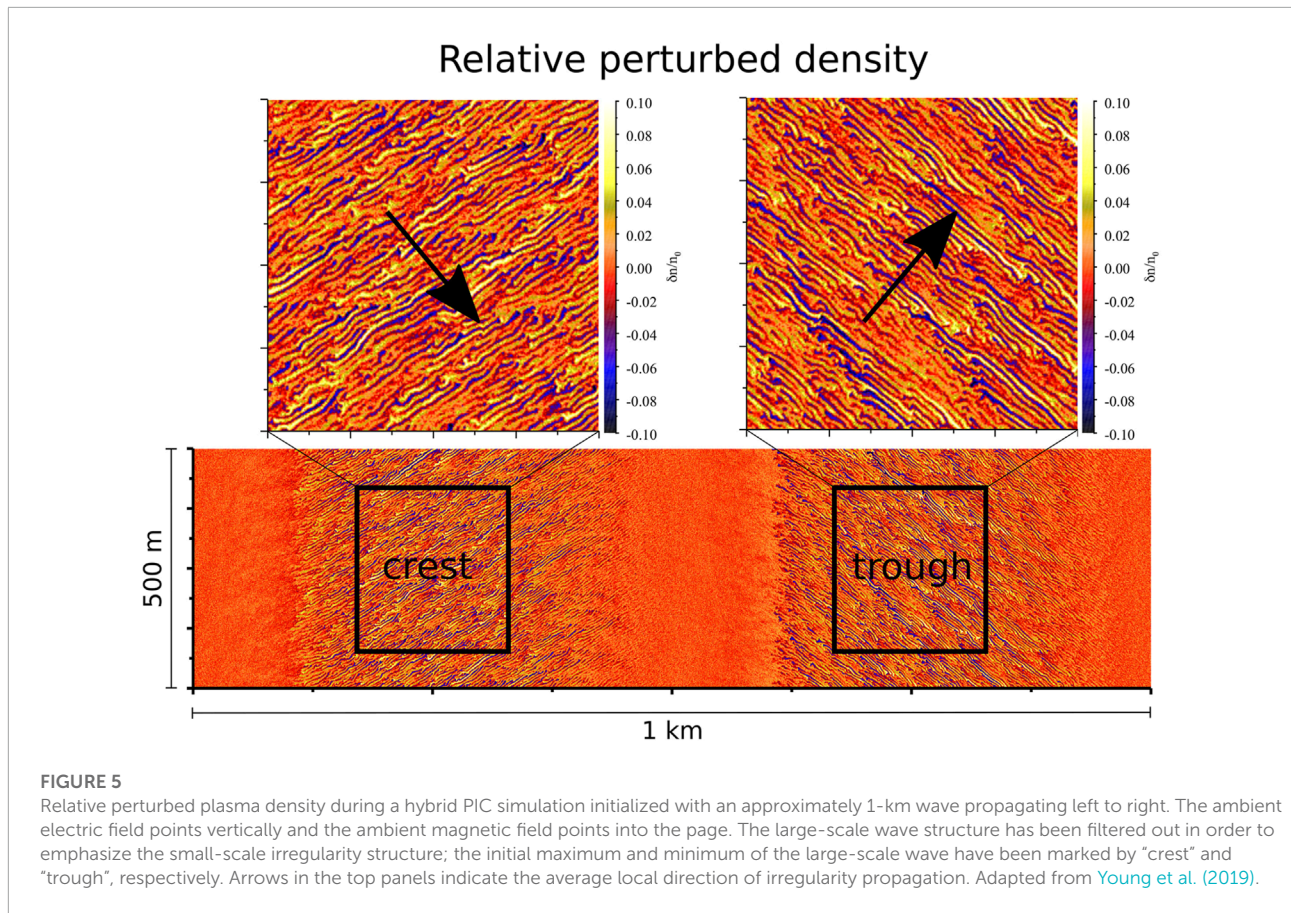 Relative perturbed density
0.10
0.08
0.06
0.04
0.02
0.00
-0.02
-0.04
-0.06
-0.08
-0.10
δn/n₀
0.10
0.08
0.06
0.04
0.02
0.00
-0.02
-0.04
-0.06
-0.08
-0.10
δn/n₀
500 m
crest
trough
1 km
FIGURE 5
Relative perturbed plasma density during a hybrid PIC simulation initialized with an approximately 1-km wave propagating left to right. The ambient
electric field points vertically and the ambient magnetic field points into the page. The large-scale wave structure has been filtered out in order to
emphasize the small-scale irregularity structure; the initial maximum and minimum of the large-scale wave have been marked by “crest” and
“trough”, respectively. Arrows in the top panels indicate the average local direction of irregularity propagation. Adapted from Young et al. (2019).